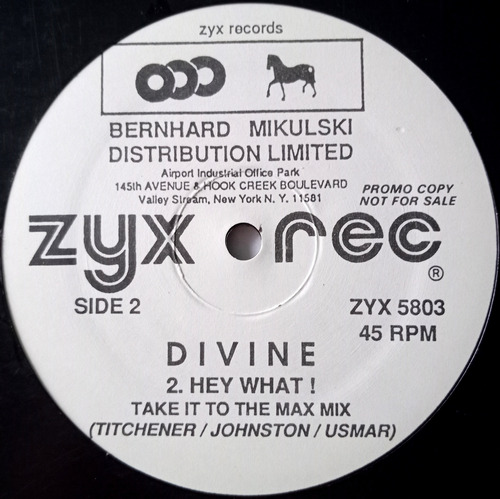 zyx records
BERNHARD MIKULSKI
DISTRIBUTION LIMITED
Airport Industrial Office Park
145th AVENUE & HOOK CREEK BOULEVARD
Valley Stream, New York N. Y. 11581
PROMO COPY
NOT FOR SALE
zyx rec ®
SIDE 2
ZYX 5803
45 RPM
DIVINE
2. HEY WHAT !
TAKE IT TO THE MAX MIX
(TITCHENER / JOHNSTON / USMAR)